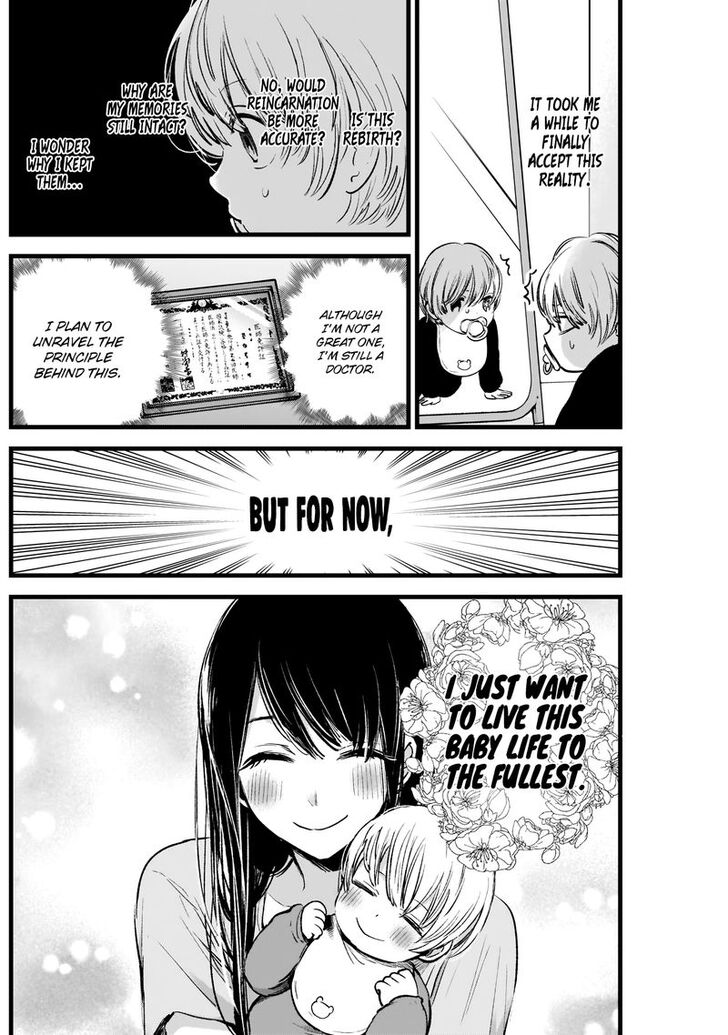 IT TOOK ME
A WHILE TO
FINALLY
ACCEPT THIS
REALITY.
IS THIS
REBIRTH?
NO, WOULD
REINCARNATION
BE MORE
ACCURATE?
WHY ARE
MY MEMORIES
STILL INTACT?
I WONDER
WHY I KEPT
THEM...
ALTHOUGH
I'M NOT A
GREAT ONE,
I'M STILL A
DOCTOR.
I PLAN TO
UNRAVEL THE
PRINCIPLE
BEHIND THIS.
BUT FOR NOW,
I JUST WANT
TO LIVE THIS
BABY LIFE TO
THE FULLEST.